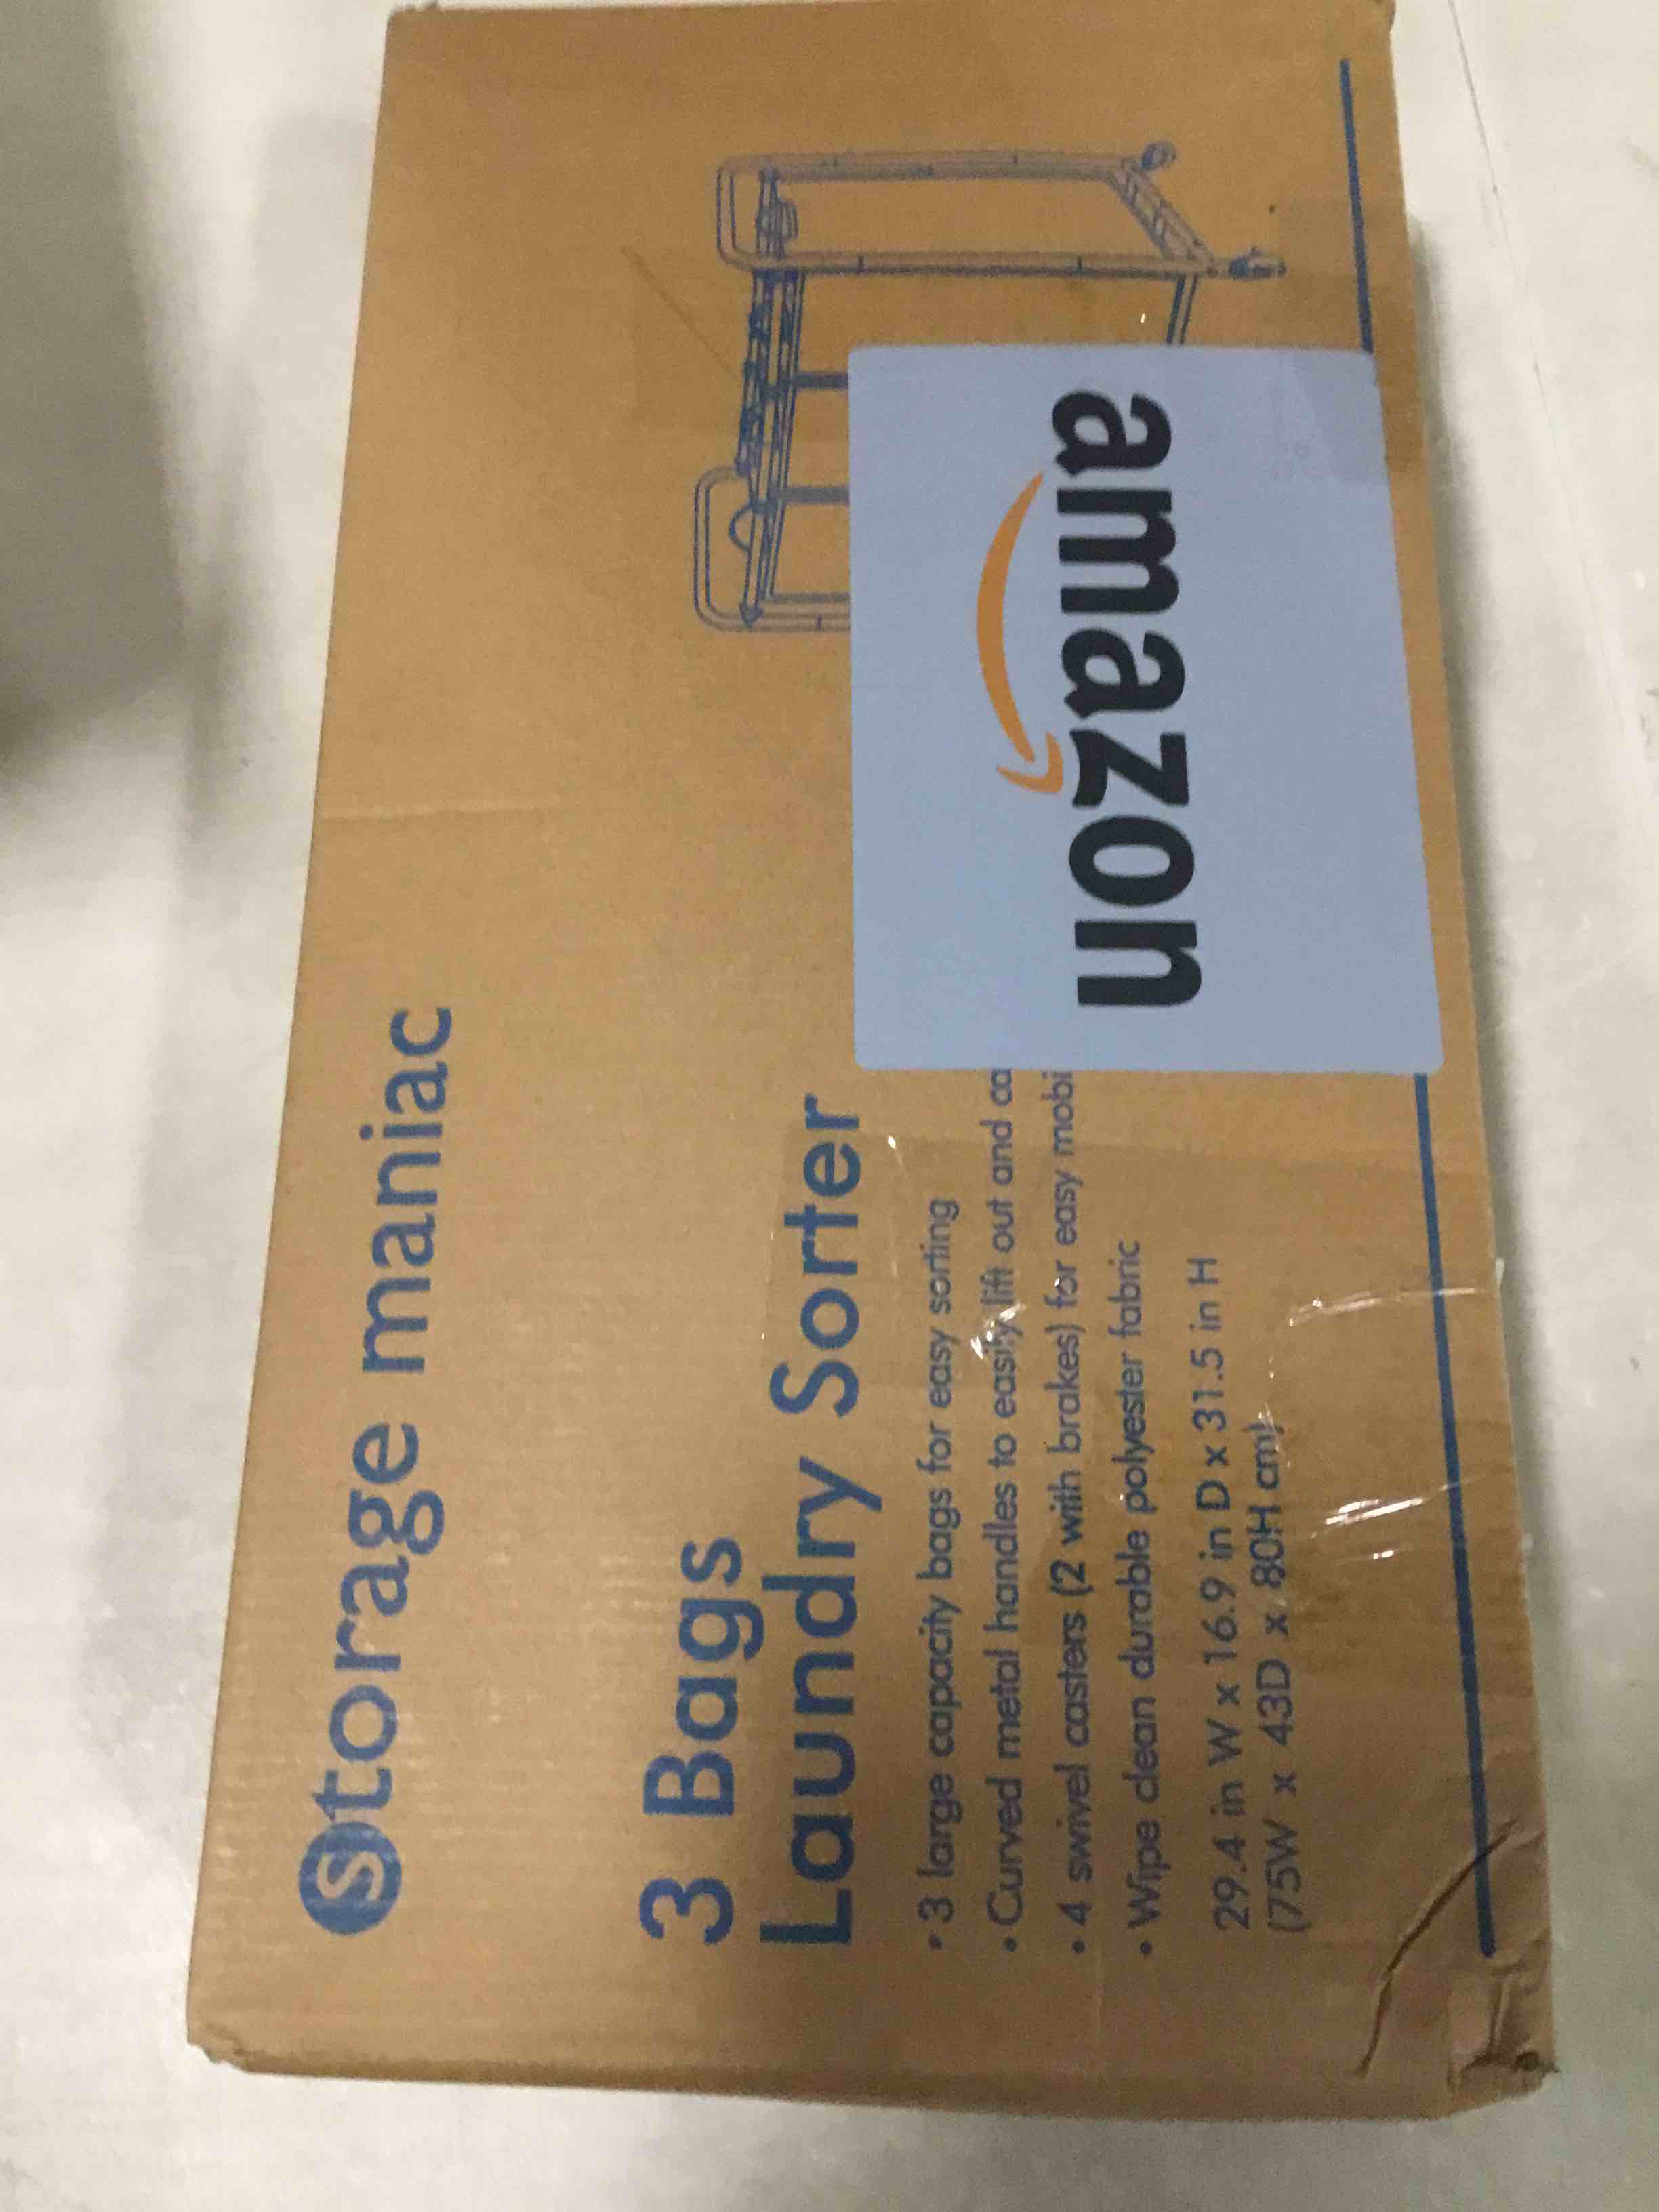 storage maniac
3 Bags
Laundry Sorter
• 3 large capacity bags for easy sorting
• Curved metal handles to easily lift out and ca
• 4 swivel casters (2 with brakes) for easy mobi
• Wipe clean durable polyester fabric
29.4 in W x 16.9 in D x 31.5 in H
(75W x 43D x 80H cm)
amazon